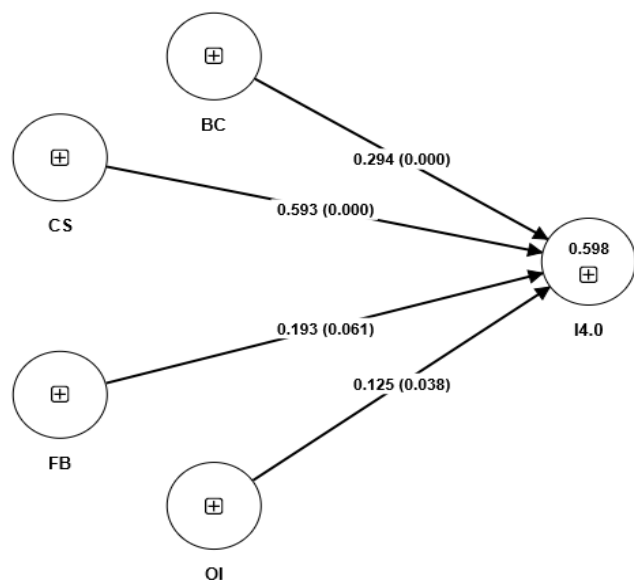 BC
0.294 (0.000)
CS
0.593 (0.000)
0.598
I4.0
0.193 (0.061)
FB
0.125 (0.038)
OI